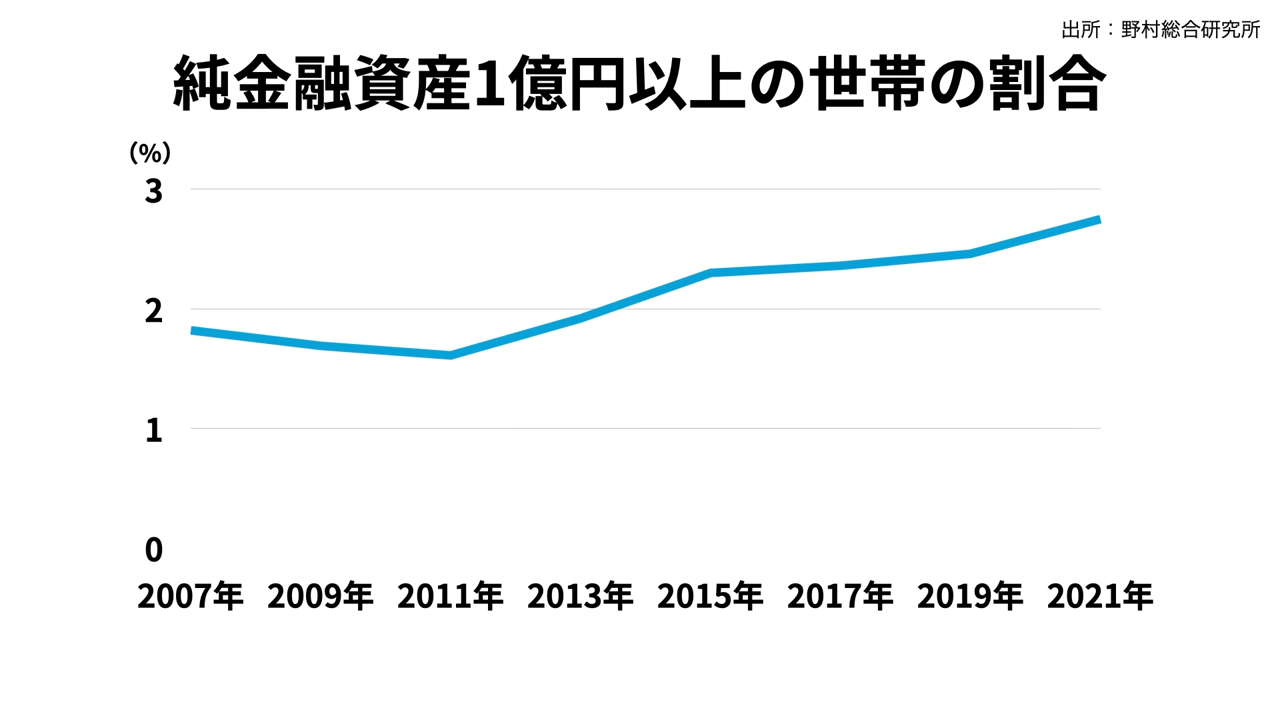 出所：野村総合研究所
純金融資産1億円以上の世帯の割合
（%）
3
2
1
0
2007年 2009年 2011年 2013年 2015年 2017年 2019年 2021年